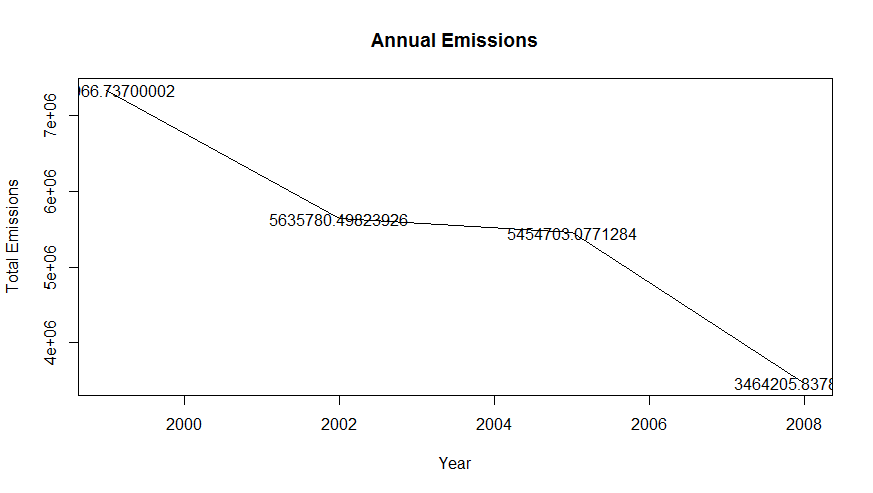 Annual Emissions
7e+06
6e+06
5e+06
4e+06
Total Emissions
066.73700002
5635780.49823926
5454703.0771284
3464205.8378
2000
2002
2004
2006
2008
Year